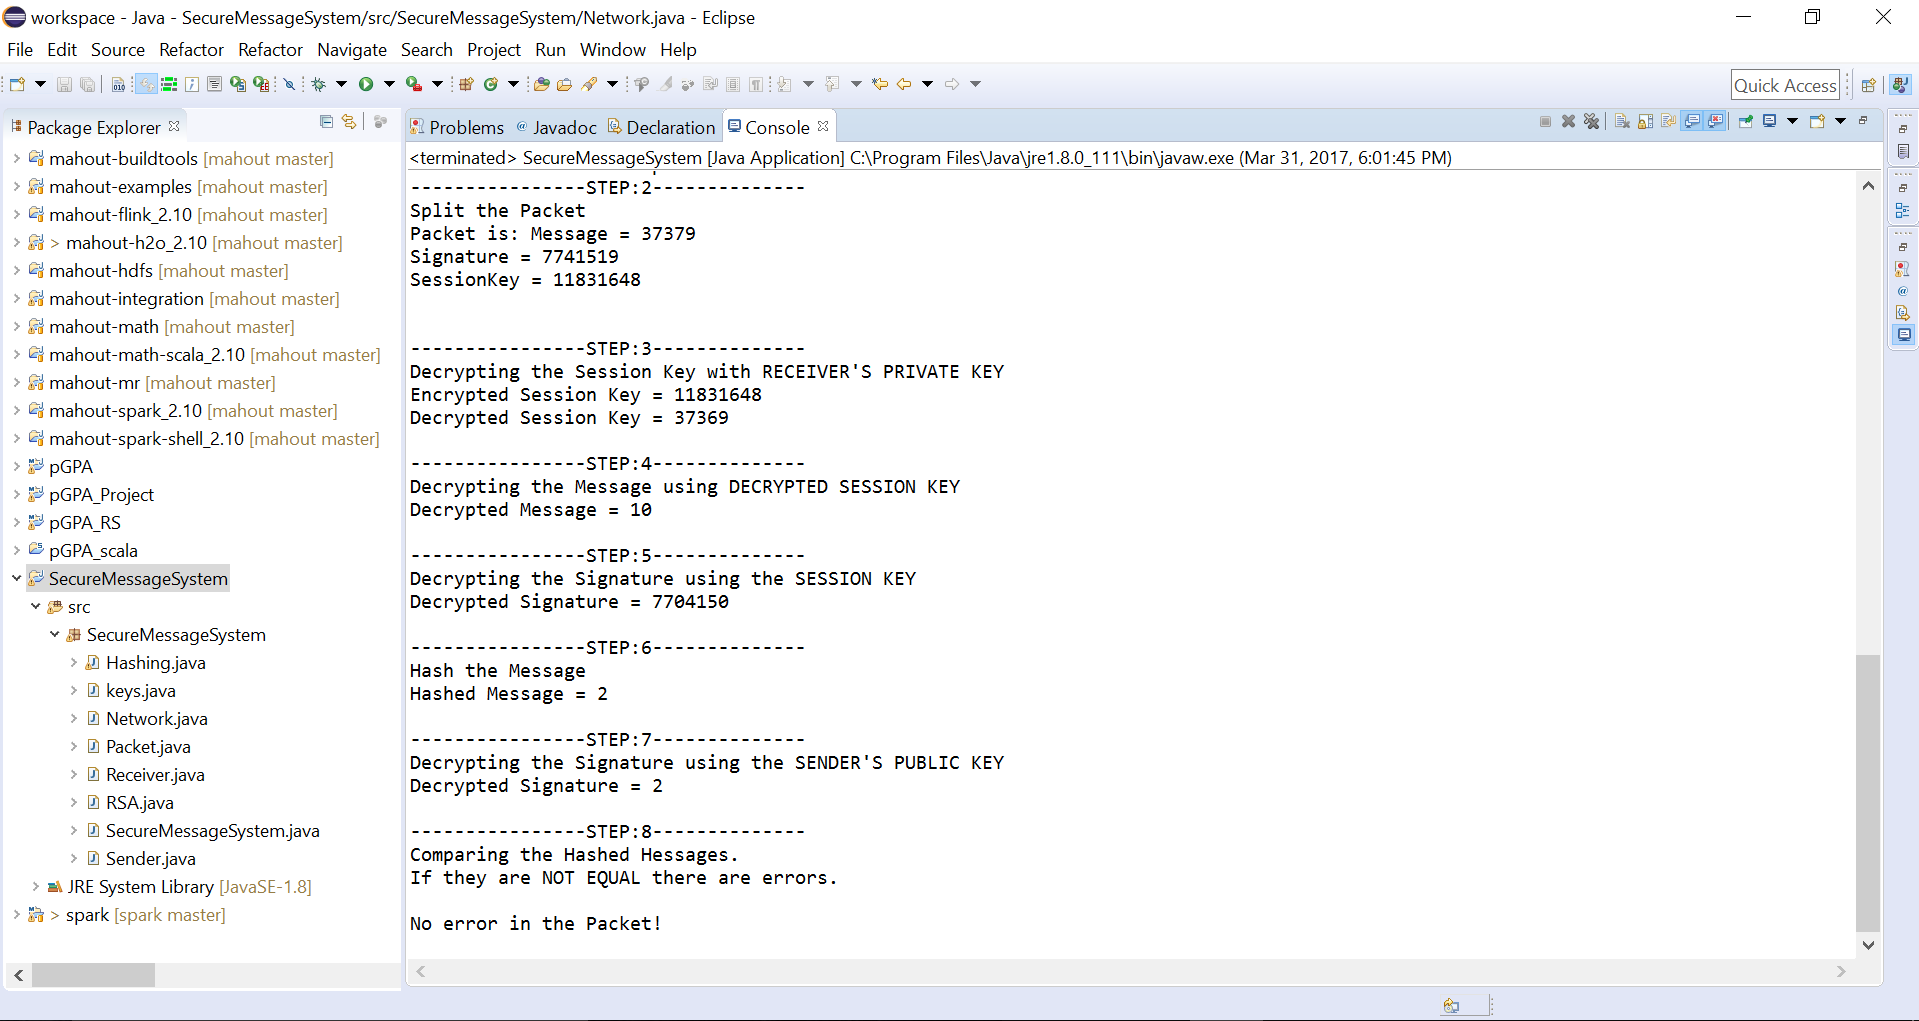 workspace - Java - SecureMessageSystem/src/SecureMessageSystem/Network.java - Eclipse
File Edit Source Refactor Refactor Navigate Search Project Run Window Help
Quick Access
Package Explorer
mahout-buildtools [mahout master]
mahout-examples [mahout master]
mahout-flink_2.10 [mahout master]
> mahout-h2o_2.10 [mahout master]
mahout-hdfs [mahout master]
mahout-integration [mahout master]
mahout-math [mahout master]
mahout-math-scala_2.10 [mahout master]
mahout-mr [mahout master]
mahout-spark_2.10 [mahout master]
mahout-spark-shell_2.10 [mahout master]
pGPA
pGPA_Project
pGPA_RS
pGPA_scala
SecureMessageSystem
src
SecureMessageSystem
Hashing.java
keys.java
Network.java
Packet.java
Receiver.java
RSA.java
SecureMessageSystem.java
Sender.java
JRE System Library [JavaSE-1.8]
> spark [spark master]
Problems @ Javadoc Declaration Console
<terminated> SecureMessageSystem [Java Application] C:\Program Files\Java\jre1.8.0_111\bin\javaw.exe (Mar 31, 2017, 6:01:45 PM)
----------------STEP:2--------------
Split the Packet
Packet is: Message = 37379
Signature = 7741519
SessionKey = 11831648
----------------STEP:3--------------
Decrypting the Session Key with RECEIVER'S PRIVATE KEY
Encrypted Session Key = 11831648
Decrypted Session Key = 37369
----------------STEP:4--------------
Decrypting the Message using DECRYPTED SESSION KEY
Decrypted Message = 10
----------------STEP:5--------------
Decrypting the Signature using the SESSION KEY
Decrypted Signature = 7704150
----------------STEP:6--------------
Hash the Message
Hashed Message = 2
----------------STEP:7--------------
Decrypting the Signature using the SENDER'S PUBLIC KEY
Decrypted Signature = 2
----------------STEP:8--------------
Comparing the Hashed Hessages.
If they are NOT EQUAL there are errors.
No error in the Packet!